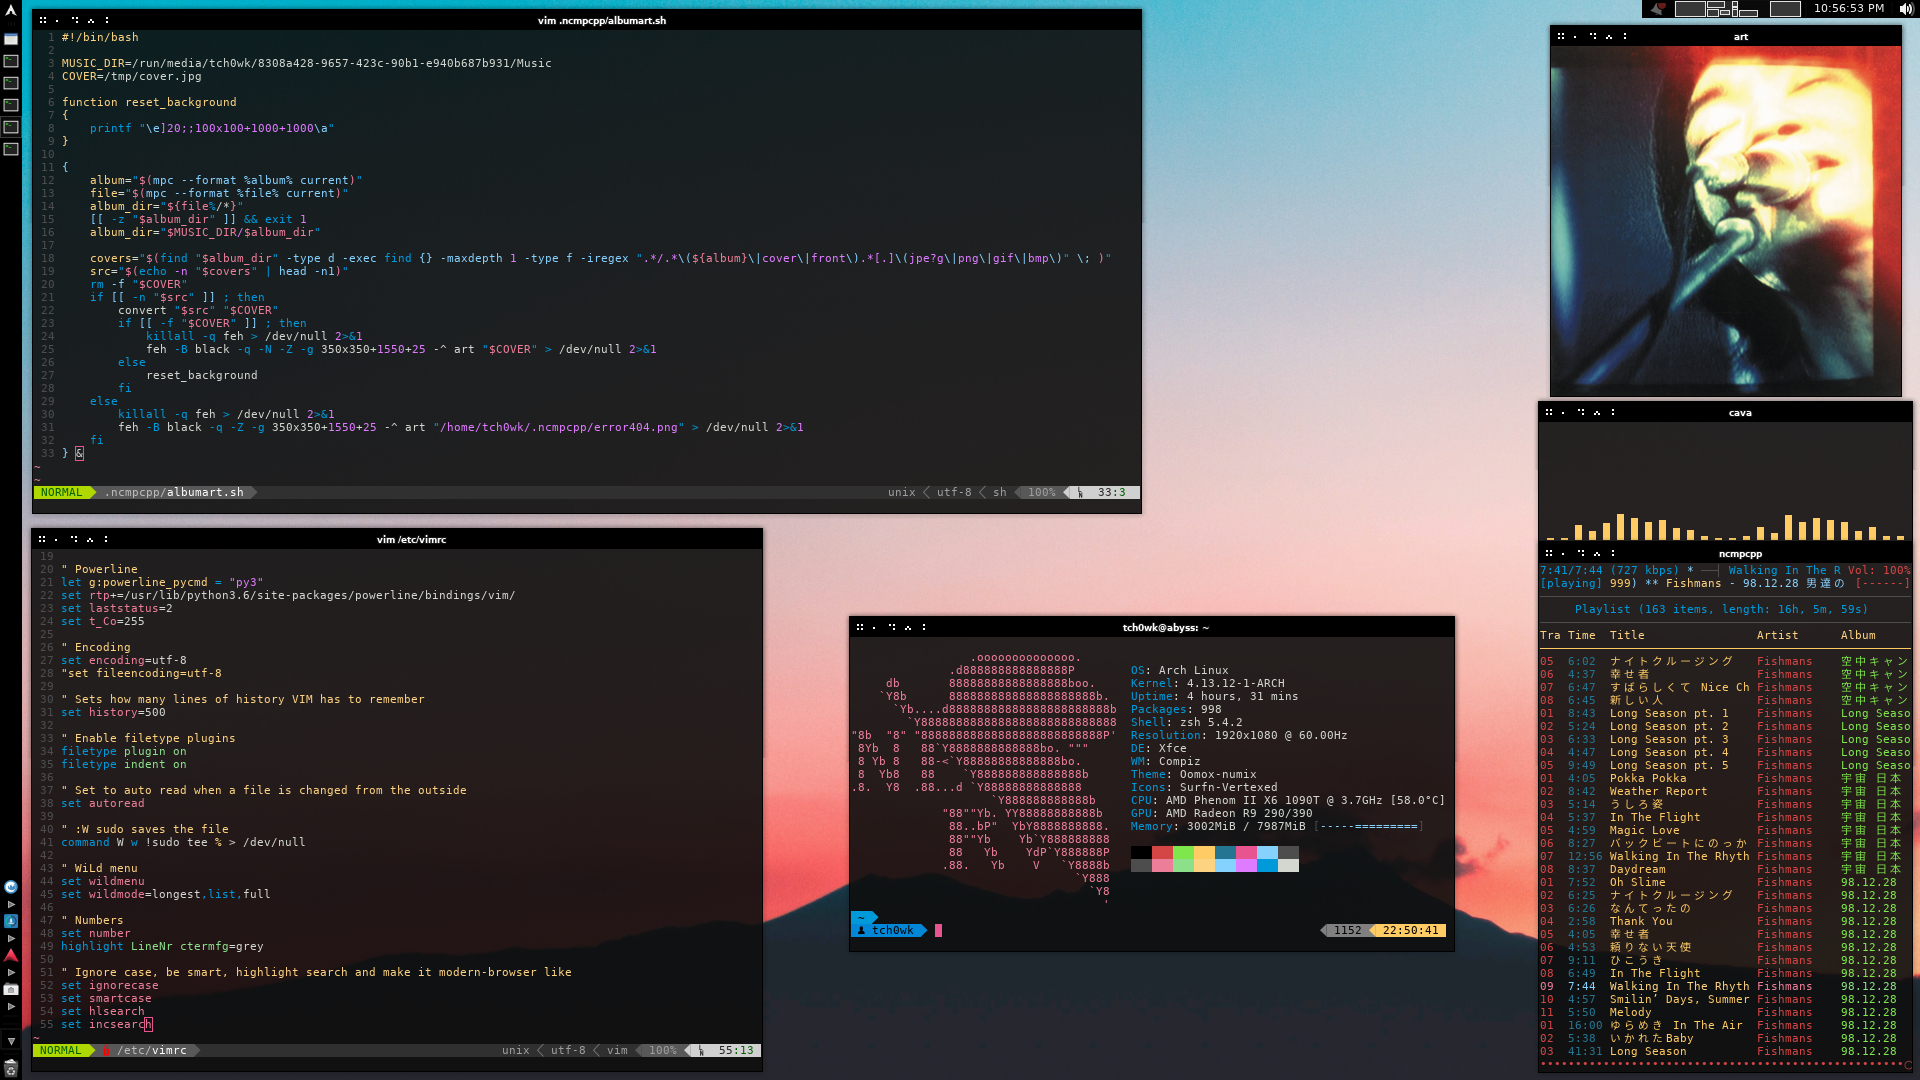 vim .ncmpcpp/albumart.sh
1 #!/bin/bash
2
3 MUSIC_DIR=/run/media/tch0wk/8308a428-9657-423c-90b1-e940b687b931/Music
4 COVER=/tmp/cover.jpg
5
6 function reset_background
7 {
8     printf "\e]20;;100x100+1000+1000\a"
9 }
10
11 {
12     album="$(mpc --format %album% current)"
13     file="$(mpc --format %file% current)"
14     album_dir="${file%/*}"
15     [[ -z "$album_dir" ]] && exit 1
16     album_dir="$MUSIC_DIR/$album_dir"
17
18     covers="$(find "$album_dir" -type d -exec find {} -maxdepth 1 -type f -iregex ".*/.*\(${album}\|cover\|front\).*[.]\(jpe?g\|png\|gif\|bmp\)" \; )"
19     src="$(echo -n "$covers" | head -n1)"
20     rm -f "$COVER"
21     if [[ -n "$src" ]] ; then
22         convert "$src" "$COVER"
23         if [[ -f "$COVER" ]] ; then
24             killall -q feh > /dev/null 2>&1
25             feh -B black -q -N -Z -g 350x350+1550+25 -^ art "$COVER" > /dev/null 2>&1
26         else
27             reset_background
28         fi
29     else
30         killall -q feh > /dev/null 2>&1
31         feh -B black -q -Z -g 350x350+1550+25 -^ art "/home/tch0wk/.ncmpcpp/error404.png" > /dev/null 2>&1
32     fi
33 } &
~
~
NORMAL .ncmpcpp/albumart.sh unix utf-8 sh 100% 33:3
vim /etc/vimrc
19
20 " Powerline
21 let g:powerline_pycmd = "py3"
22 set rtp+=/usr/lib/python3.6/site-packages/powerline/bindings/vim/
23 set laststatus=2
24 set t_Co=255
25
26 " Encoding
27 set encoding=utf-8
28 "set fileencoding=utf-8
29
30 " Sets how many lines of history VIM has to remember
31 set history=500
32
33 " Enable filetype plugins
34 filetype plugin on
35 filetype indent on
36
37 " Set to auto read when a file is changed from the outside
38 set autoread
39
40 " :W sudo saves the file
41 command W w !sudo tee % > /dev/null
42
43 " WiLd menu
44 set wildmenu
45 set wildmode=longest,list,full
46
47 " Numbers
48 set number
49 highlight LineNr ctermfg=grey
50
51 " Ignore case, be smart, highlight search and make it modern-browser like
52 set ignorecase
53 set smartcase
54 set hlsearch
55 set incsearch
~
NORMAL /etc/vimrc unix utf-8 vim 100% 55:13
tch0wk@abyss: ~
OS: Arch Linux
Kernel: 4.13.12-1-ARCH
Uptime: 4 hours, 31 mins
Packages: 998
Shell: zsh 5.4.2
Resolution: 1920x1080 @ 60.00Hz
DE: Xfce
WM: Compiz
Theme: Oomox-numix
Icons: Surfn-Vertexed
CPU: AMD Phenom II X6 1090T @ 3.7GHz [58.0°C]
GPU: AMD Radeon R9 290/390
Memory: 3002MiB / 7987MiB [-----=========]
~
tch0wk 1152 22:50:41
10:56:53 PM
art
cava
ncmpcpp
7:41/7:44 (727 kbps) * Walking In The R Vol: 100%
[playing] 999) ** Fishmans - 98.12.28 男達の [------]
Playlist (163 items, length: 16h, 5m, 59s)
Tra Time Title Artist Album
05 6:02 ナイトクルージング Fishmans 空中キャン
06 4:37 幸せ者 Fishmans 空中キャン
07 6:47 すばらしくて Nice Ch Fishmans 空中キャン
08 6:45 新しい人 Fishmans 空中キャン
01 8:43 Long Season pt. 1 Fishmans Long Seaso
02 5:24 Long Season pt. 2 Fishmans Long Seaso
03 6:33 Long Season pt. 3 Fishmans Long Seaso
04 4:47 Long Season pt. 4 Fishmans Long Seaso
05 9:49 Long Season pt. 5 Fishmans Long Seaso
01 4:05 Pokka Pokka Fishmans 宇宙 日本
02 8:42 Weather Report Fishmans 宇宙 日本
03 5:14 うしろ姿 Fishmans 宇宙 日本
04 5:37 In The Flight Fishmans 宇宙 日本
05 4:59 Magic Love Fishmans 宇宙 日本
06 8:27 バックビートにのっか Fishmans 宇宙 日本
07 12:56 Walking In The Rhyth Fishmans 宇宙 日本
08 8:37 Daydream Fishmans 宇宙 日本
01 7:52 Oh Slime Fishmans 98.12.28
02 6:25 ナイトクルージング Fishmans 98.12.28
03 6:26 なんてったの Fishmans 98.12.28
04 2:58 Thank You Fishmans 98.12.28
05 4:05 幸せ者 Fishmans 98.12.28
06 4:53 頼りない天使 Fishmans 98.12.28
07 9:11 ひこうき Fishmans 98.12.28
08 6:49 In The Flight Fishmans 98.12.28
09 7:44 Walking In The Rhyth Fishmans 98.12.28
10 4:57 Smilin' Days, Summer Fishmans 98.12.28
11 5:50 Melody Fishmans 98.12.28
01 16:00 ゆらめき In The Air Fishmans 98.12.28
02 5:38 いかれたBaby Fishmans 98.12.28
03 41:31 Long Season Fishmans 98.12.28